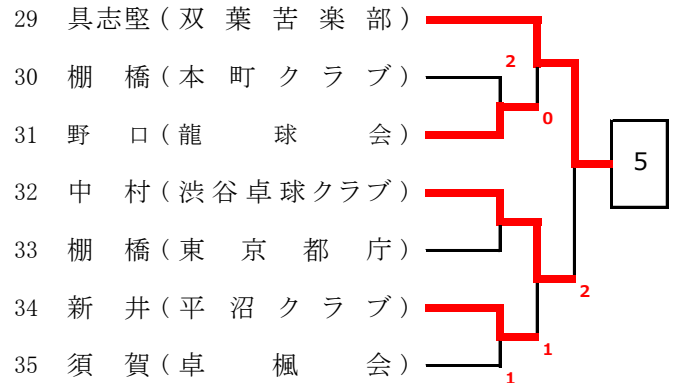 29 具志堅(双葉苦楽部)
2
30 棚橋(本町クラブ)
0
31 野口(龍球会)
5
32 中村(渋谷卓球クラブ)
33 棚橋(東京都庁)
2
34 新井(平沼クラブ)
1
35 須賀(卓楓会)
1